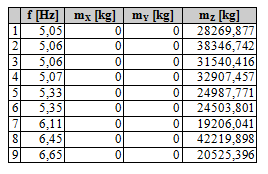 f [Hz] mX [kg] mY [kg] mZ [kg]
1 5,05 0 0 28269,877
2 5,06 0 0 38346,742
3 5,06 0 0 31540,416
4 5,07 0 0 32907,457
5 5,33 0 0 24987,771
6 5,35 0 0 24503,801
7 6,11 0 0 19206,041
8 6,45 0 0 42219,898
9 6,65 0 0 20525,396